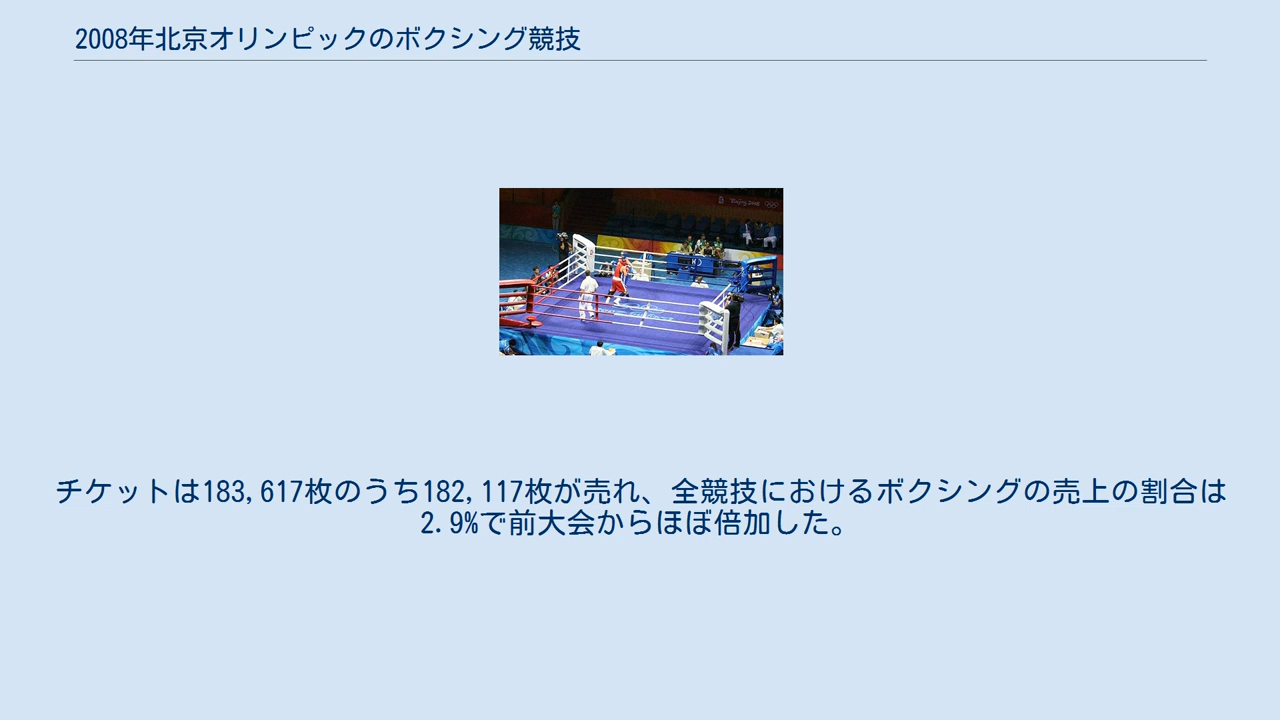 2008年北京オリンピックのボクシング競技
Beijing 2008
チケットは183,617枚のうち182,117枚が売れ、全競技におけるボクシングの売上の割合は
2.9%で前大会からほぼ倍加した。